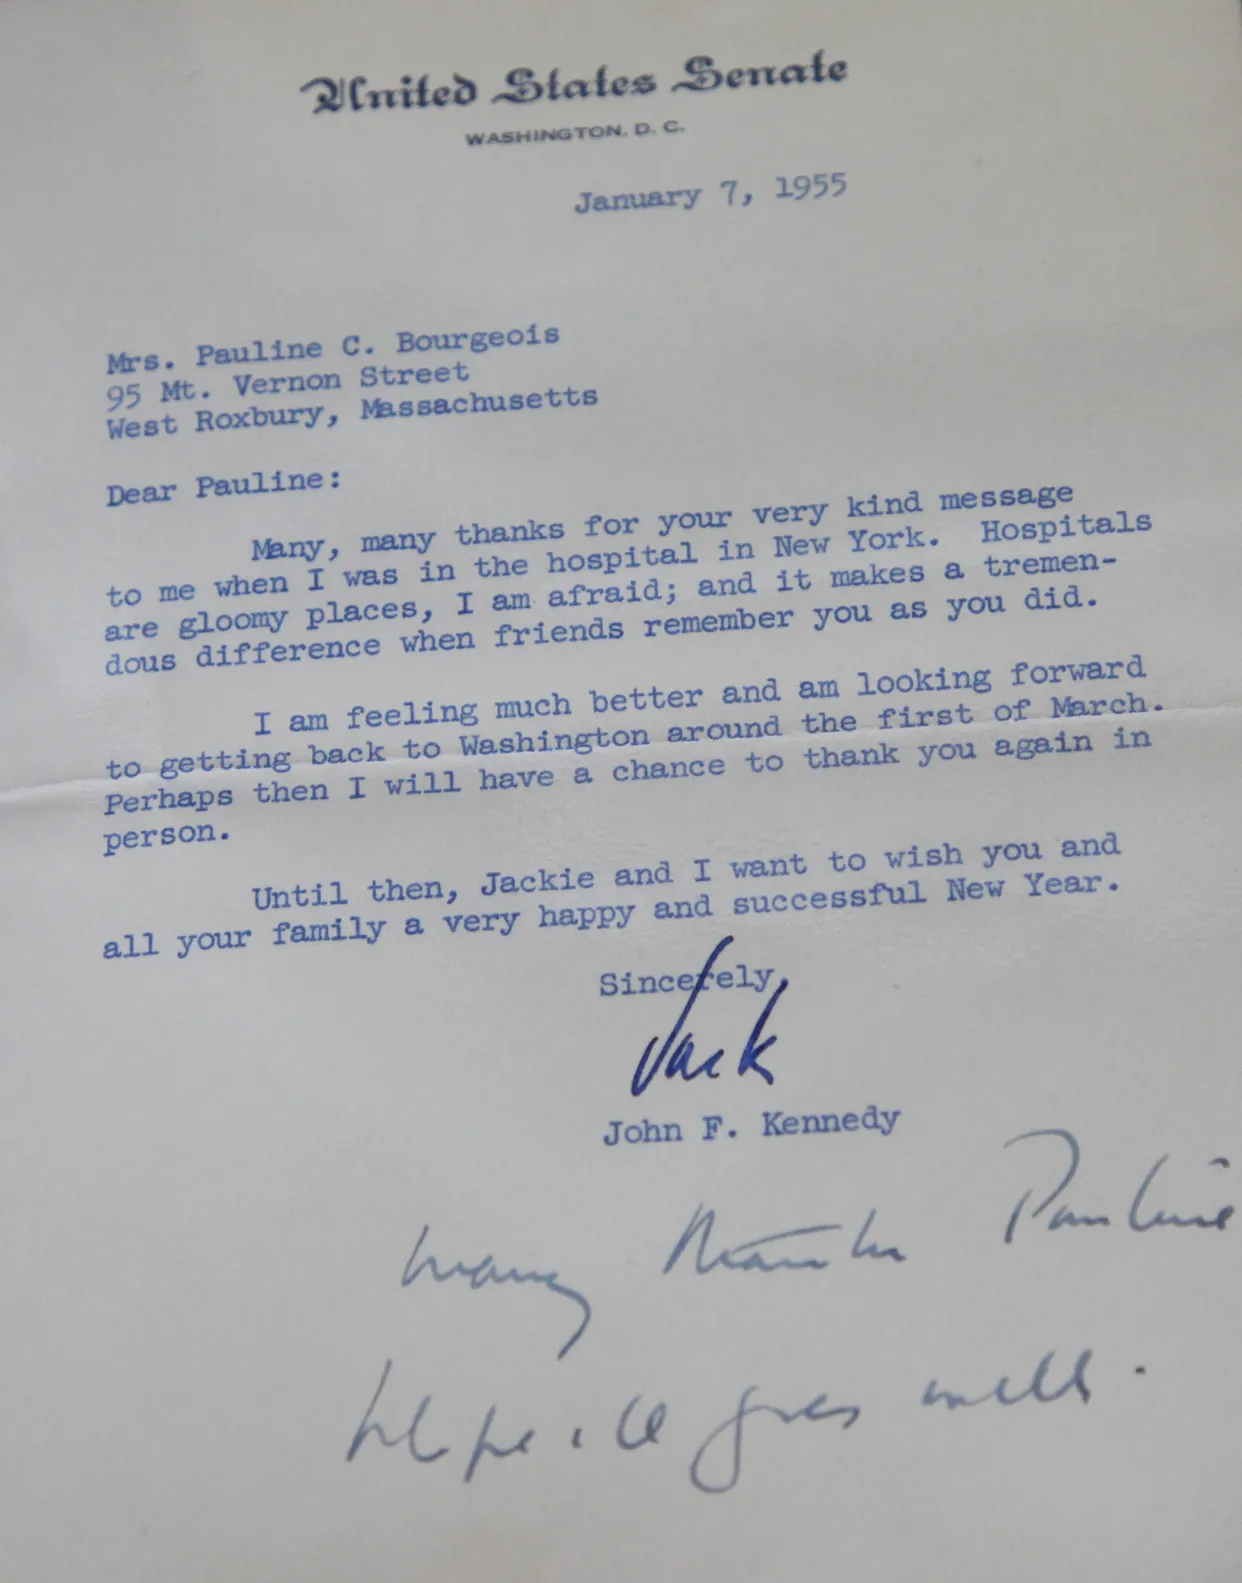 United States Senate
WASHINGTON, D. C.
January 7, 1955
Mrs. Pauline C. Bourgeois
95 Mt. Vernon Street
West Roxbury, Massachusetts
Dear Pauline:
Many, many thanks for your very kind message
to me when I was in the hospital in New York. Hospitals
are gloomy places, I am afraid; and it makes a tremen-
dous difference when friends remember you as you did.
I am feeling much better and am looking forward
to getting back to Washington around the first of March.
Perhaps then I will have a chance to thank you again in
person.
Until then, Jackie and I want to wish you and
all your family a very happy and successful New Year.
Sincerely,
Jack
John F. Kennedy
Many thanks Pauline
goes well.